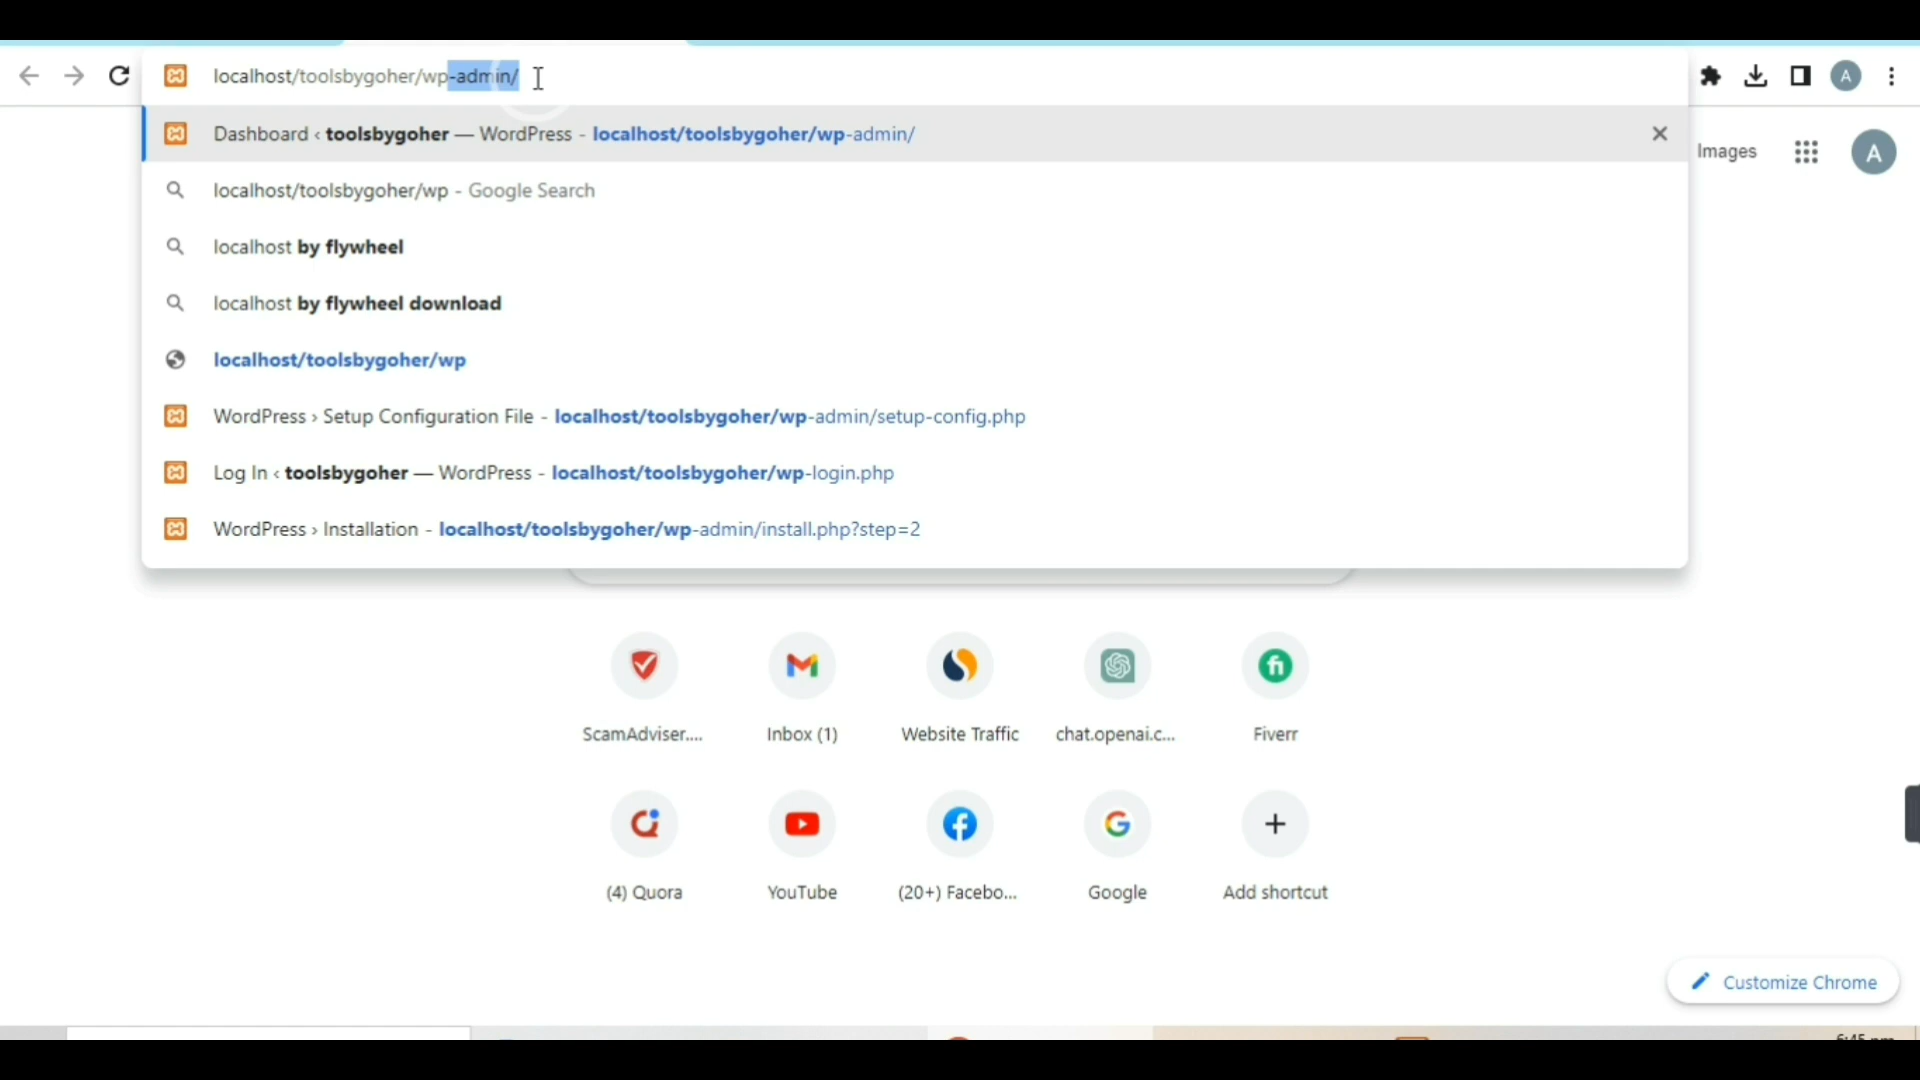 localhost/toolsbygoher/wp-admin/
A
Dashboard ‹ toolsbygoher — WordPress - localhost/toolsbygoher/wp-admin/
Images
A
localhost/toolsbygoher/wp - Google Search
localhost by flywheel
localhost by flywheel download
localhost/toolsbygoher/wp
WordPress › Setup Configuration File - localhost/toolsbygoher/wp-admin/setup-config.php
Log In ‹ toolsbygoher — WordPress - localhost/toolsbygoher/wp-login.php
WordPress › Installation - localhost/toolsbygoher/wp-admin/install.php?step=2
ScamAdviser.... Inbox (1) Website Traffic chat.openai.c... Fiverr
(4) Quora YouTube (20+) Facebo... Google Add shortcut
Customize Chrome